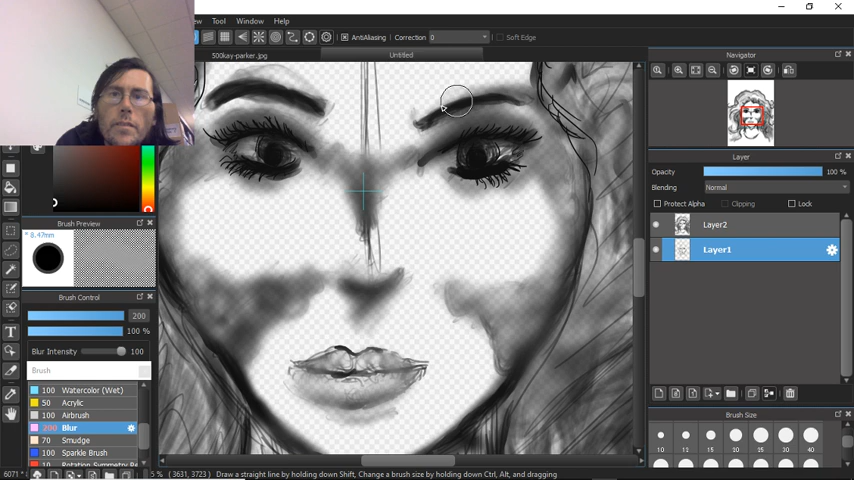 Tool Window Help
AntiAliasing Correction 0 Soft Edge
500kay-parker.jpg Untitled
Navigator
Layer
Opacity 100 %
Blending Normal
Protect Alpha Clipping Lock
Layer2
Layer1
Brush Preview
* 8.47mm
Brush Control
200
100 %
Blur Intensity 100
Brush
100 Watercolor (Wet)
50 Acrylic
100 Airbrush
200 Blur
70 Smudge
100 Sparkle Brush
Brush Size
10 12 15 20 25 30 40
5 % ( 3631, 3723 ) Draw a straight line by holding down Shift, Change a brush size by holding down Ctrl, Alt, and dragging